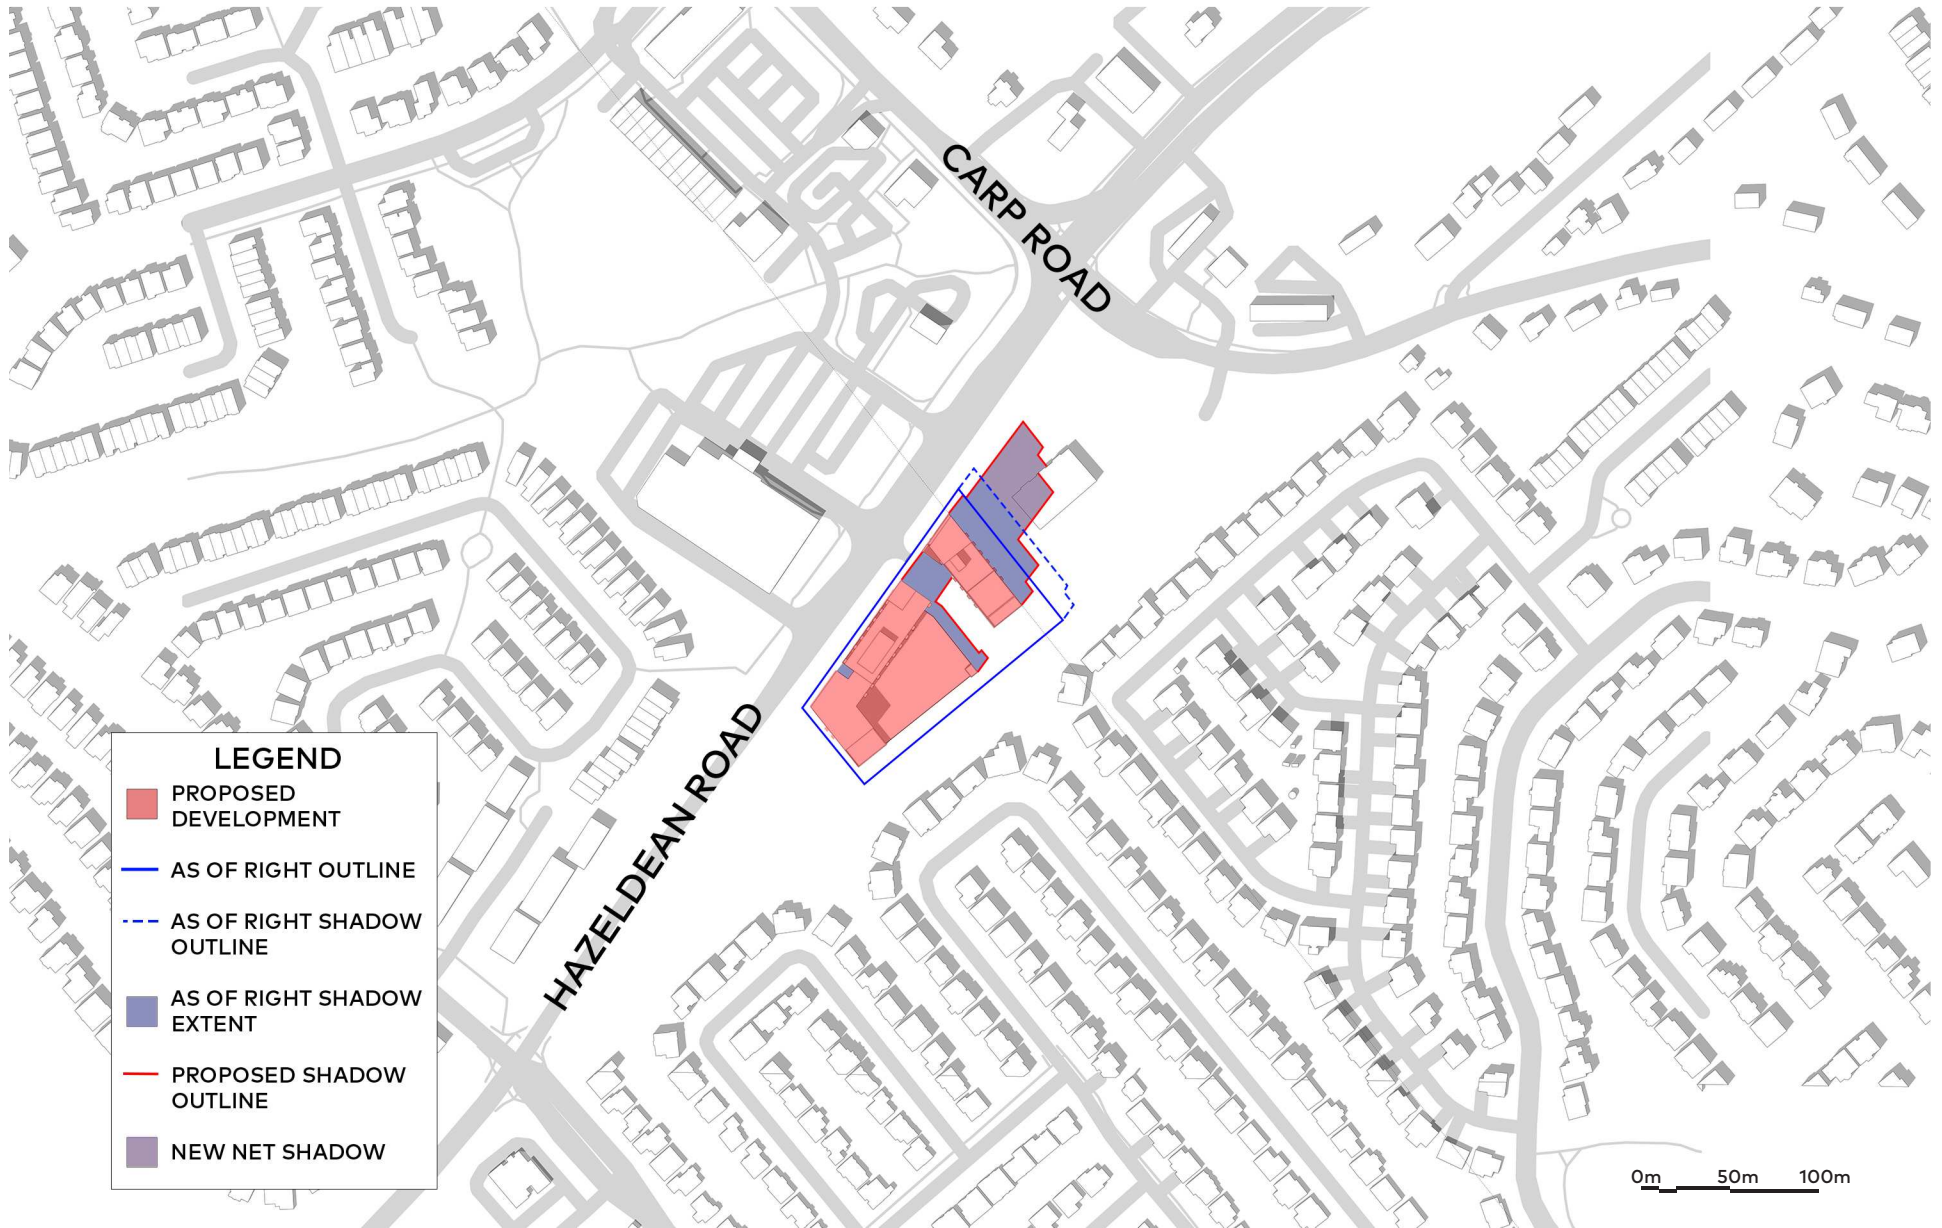 CARP ROAD
HAZELDEAN ROAD
LEGEND
PROPOSED
DEVELOPMENT
AS OF RIGHT OUTLINE
AS OF RIGHT SHADOW
OUTLINE
AS OF RIGHT SHADOW
EXTENT
PROPOSED SHADOW
OUTLINE
NEW NET SHADOW
0m 50m 100m